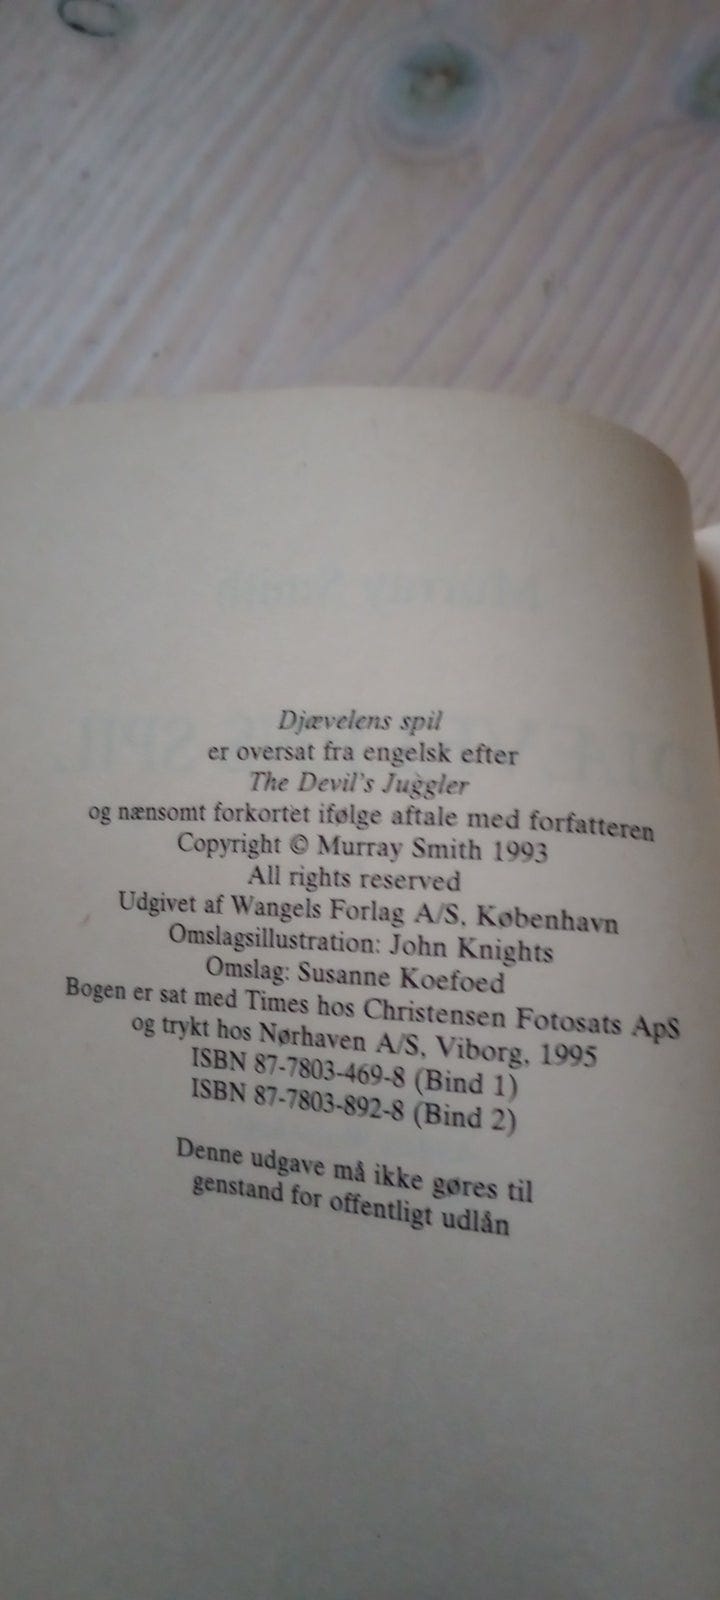 Djævelens spil
er oversat fra engelsk efter
The Devil's Juggler
og nænsomt forkortet ifølge aftale med forfatteren
Copyright © Murray Smith 1993
All rights reserved
Udgivet af Wangels Forlag A/S, København
Omslagsillustration: John Knights
Omslag: Susanne Koefoed
Bogen er sat med Times hos Christensen Fotosats ApS
og trykt hos Nørhaven A/S, Viborg, 1995
ISBN 87-7803-469-8 (Bind 1)
ISBN 87-7803-892-8 (Bind 2)
Denne udgave må ikke gøres til
genstand for offentligt udlån